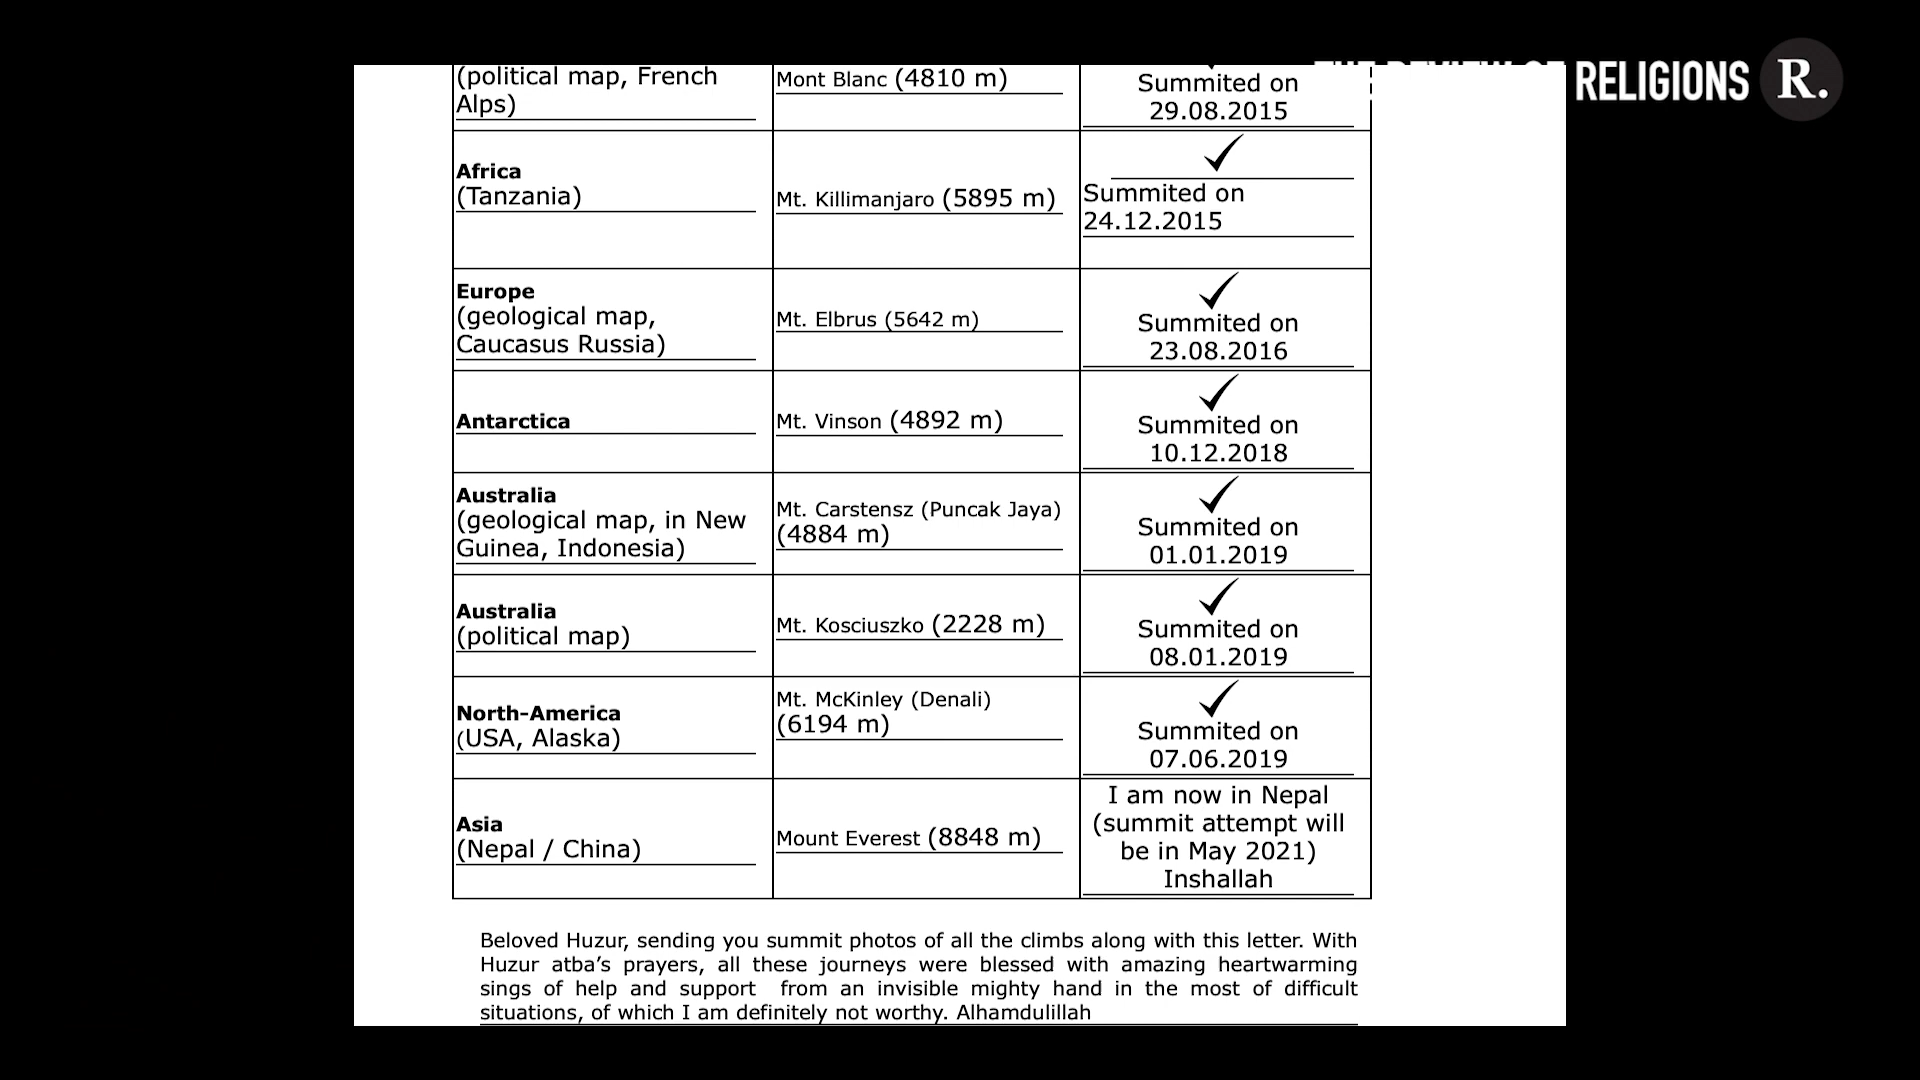 THE REVIEW OF RELIGIONS R.
(political map, French
Alps)
Mont Blanc (4810 m)
Summited on
29.08.2015
Africa
(Tanzania)
Mt. Killimanjaro (5895 m)
Summited on
24.12.2015
Europe
(geological map,
Caucasus Russia)
Mt. Elbrus (5642 m)
Summited on
23.08.2016
Antarctica
Mt. Vinson (4892 m)
Summited on
10.12.2018
Australia
(geological map, in New
Guinea, Indonesia)
Mt. Carstensz (Puncak Jaya)
(4884 m)
Summited on
01.01.2019
Australia
(political map)
Mt. Kosciuszko (2228 m)
Summited on
08.01.2019
North-America
(USA, Alaska)
Mt. McKinley (Denali)
(6194 m)
Summited on
07.06.2019
Asia
(Nepal / China)
Mount Everest (8848 m)
I am now in Nepal
(summit attempt will
be in May 2021)
Inshallah
Beloved Huzur, sending you summit photos of all the climbs along with this letter. With
Huzur atba’s prayers, all these journeys were blessed with amazing heartwarming
sings of help and support from an invisible mighty hand in the most of difficult
situations, of which I am definitely not worthy. Alhamdulillah